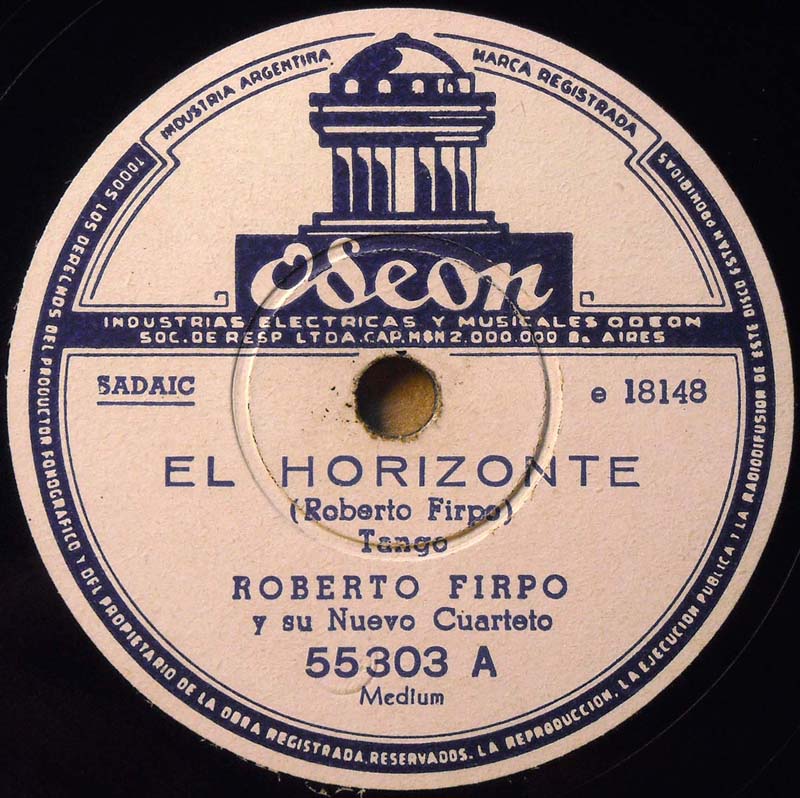 INDUSTRIA ARGENTINA
MARCA REGISTRADA
Odeon
INDUSTRIAS ELECTRICAS Y MUSICALES ODEON
SOC. DE RESP LTDA. CAP. M$N 2.000.000 Bs. AIRES
SADAIC
e 18148
EL HORIZONTE
(Roberto Firpo)
Tango
ROBERTO FIRPO
y su Nuevo Cuarteto
55303 A
Medium
TODOS LOS DERECHOS DEL PRODUCTOR FONOGRAFICO Y DEL PROPIETARIO DE LA OBRA REGISTRADA, RESERVADOS. LA REPRODUCCION, LA EJECUCION PUBLICA Y LA RADIODIFUSION DE ESTE DISCO ESTAN PROHIBIDAS